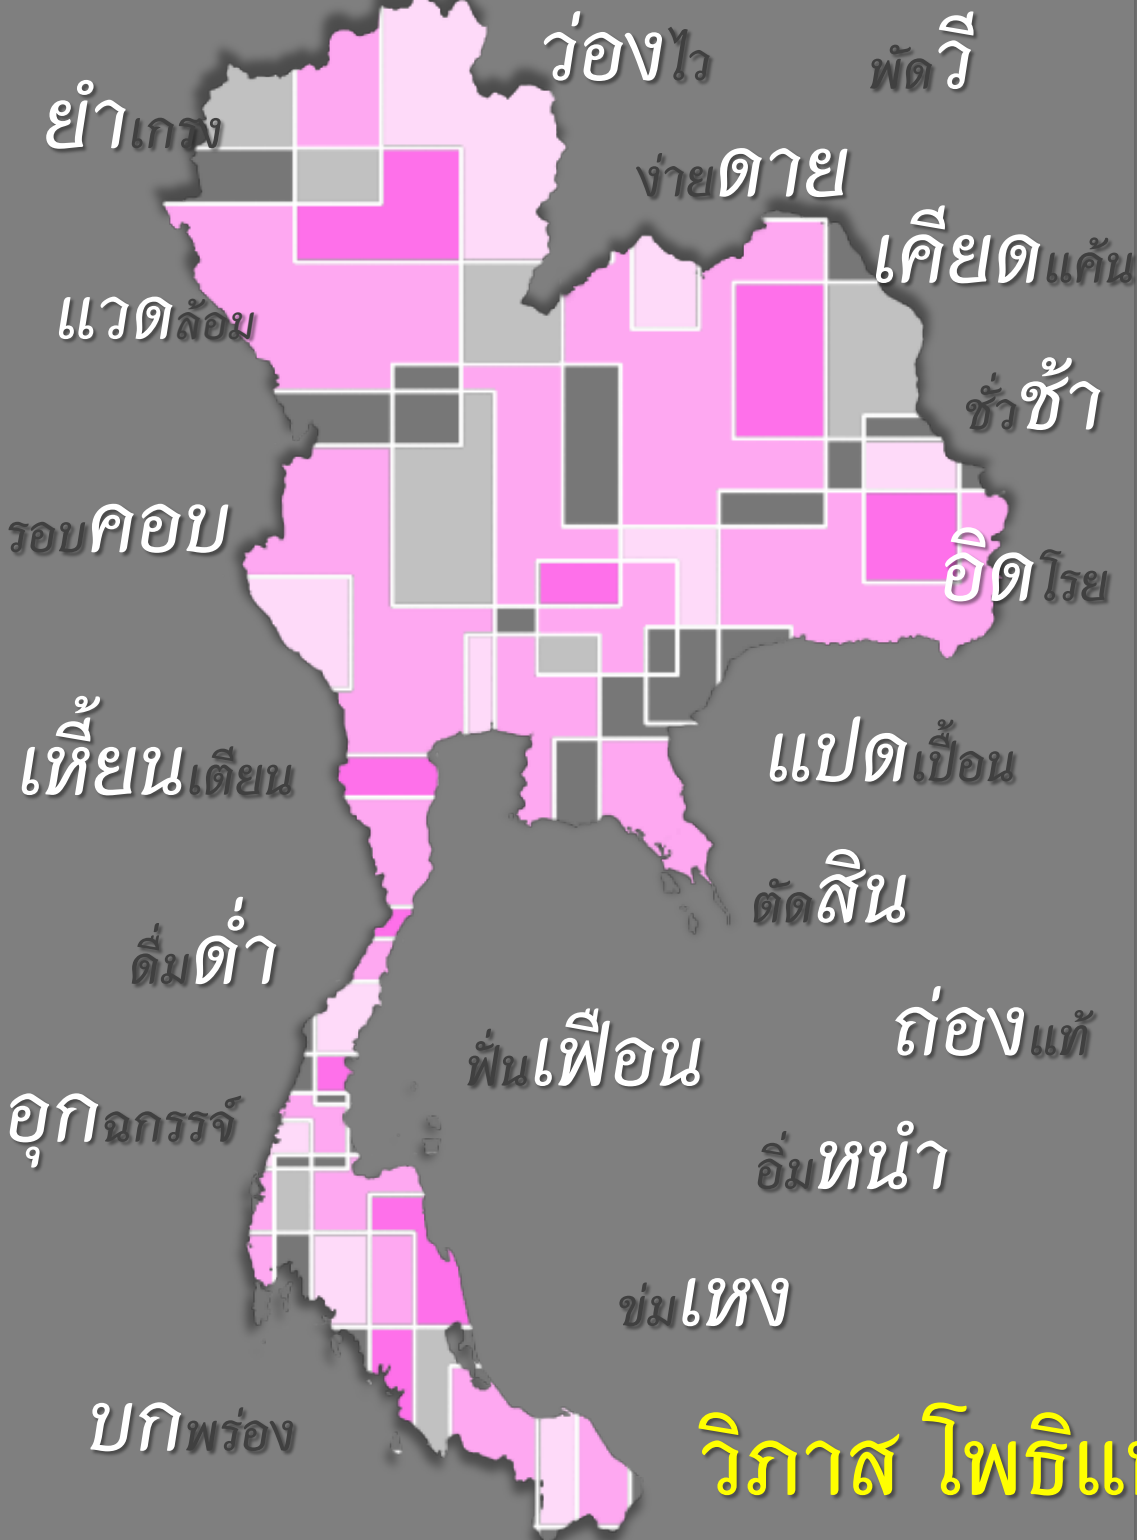 ว่องไว
พัดวี
ยำเกรง
ง่ายดาย
เคียดแค้น
แวดล้อม
ชั่วช้า
รอบคอบ
อิดโรย
เหี้ยนเตียน
แปดเปื้อน
ตัดสิน
ดื่มด่ำ
ถ่องแท้
ฟั่นเฟือน
อุกฉกรรจ์
อิ่มหนำ
ข่มเหง
บกพร่อง
วิภาส โพธิแ